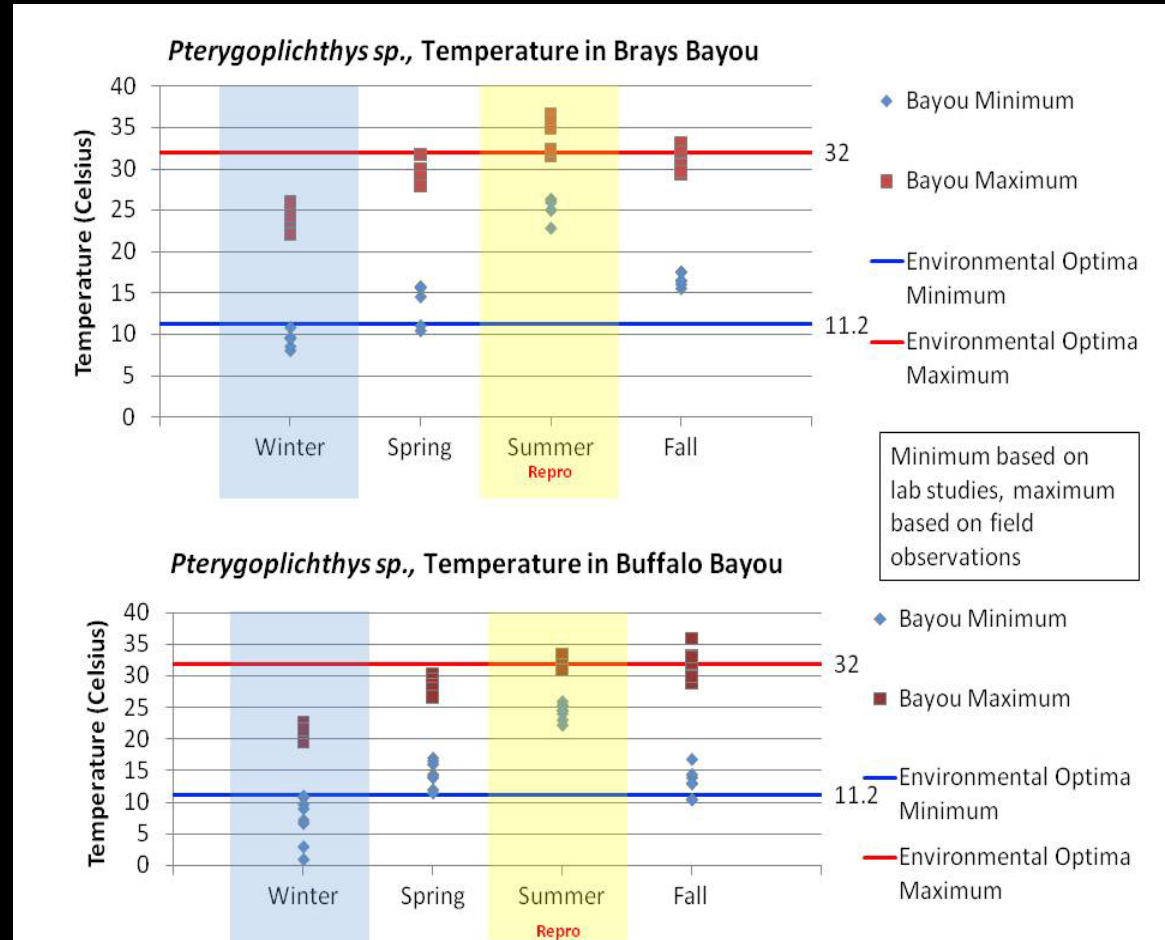 Pterygoplichthys sp., Temperature in Brays Bayou
Temperature (Celsius)
40
35
30
25
20
15
10
5
0
32
11.2
Winter
Spring
Summer
Fall
Repro
Bayou Minimum
Bayou Maximum
Environmental Optima
Minimum
Environmental Optima
Maximum
Minimum based on
lab studies, maximum
based on field
observations
Pterygoplichthys sp., Temperature in Buffalo Bayou
Temperature (Celsius)
40
35
30
25
20
15
10
5
0
32
11.2
Winter
Spring
Summer
Fall
Repro
Bayou Minimum
Bayou Maximum
Environmental Optima
Minimum
Environmental Optima
Maximum